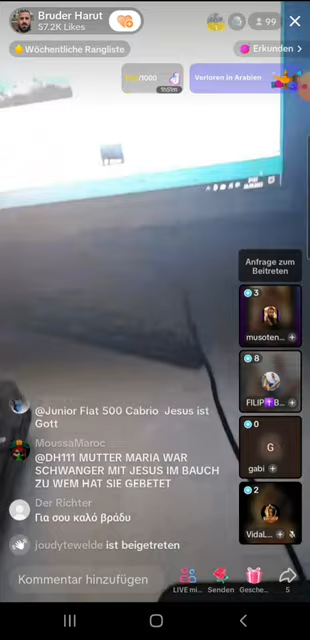 Bruder Harut
57.2K Likes
99
Wöchentliche Rangliste
Erkunden
/1000
1h51m
Verloren in Arabien
Anfrage zum
Beitreten
3
musoten...
8
FILIP B...
0
G
gabi
2
VidaL...
@Junior Fiat 500 Cabrio Jesus ist
Gott
MoussaMaroc
@DH111 MUTTER MARIA WAR
SCHWANGER MIT JESUS IM BAUCH
ZU WEM HAT SIE GEBETET
Der Richter
Για σου καλό βράδυ
joudytewelde ist beigetreten
Kommentar hinzufügen
LIVE mi...
Senden
Gesche...
5